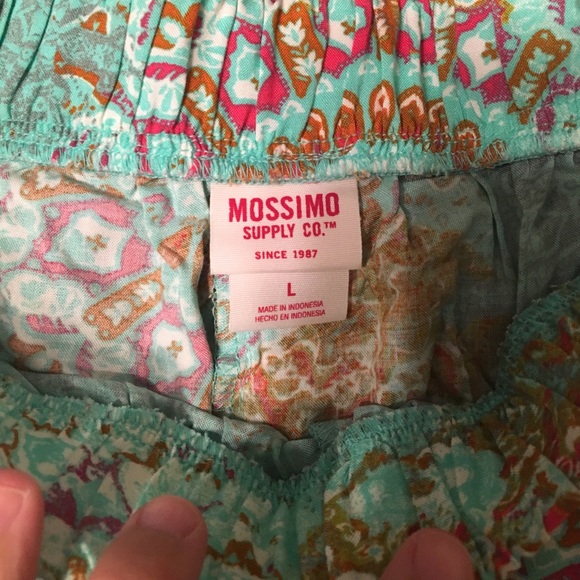 MOSSIMO
SUPPLY CO.™
SINCE 1987
L
MADE IN INDONESIA
HECHO EN INDONESIA